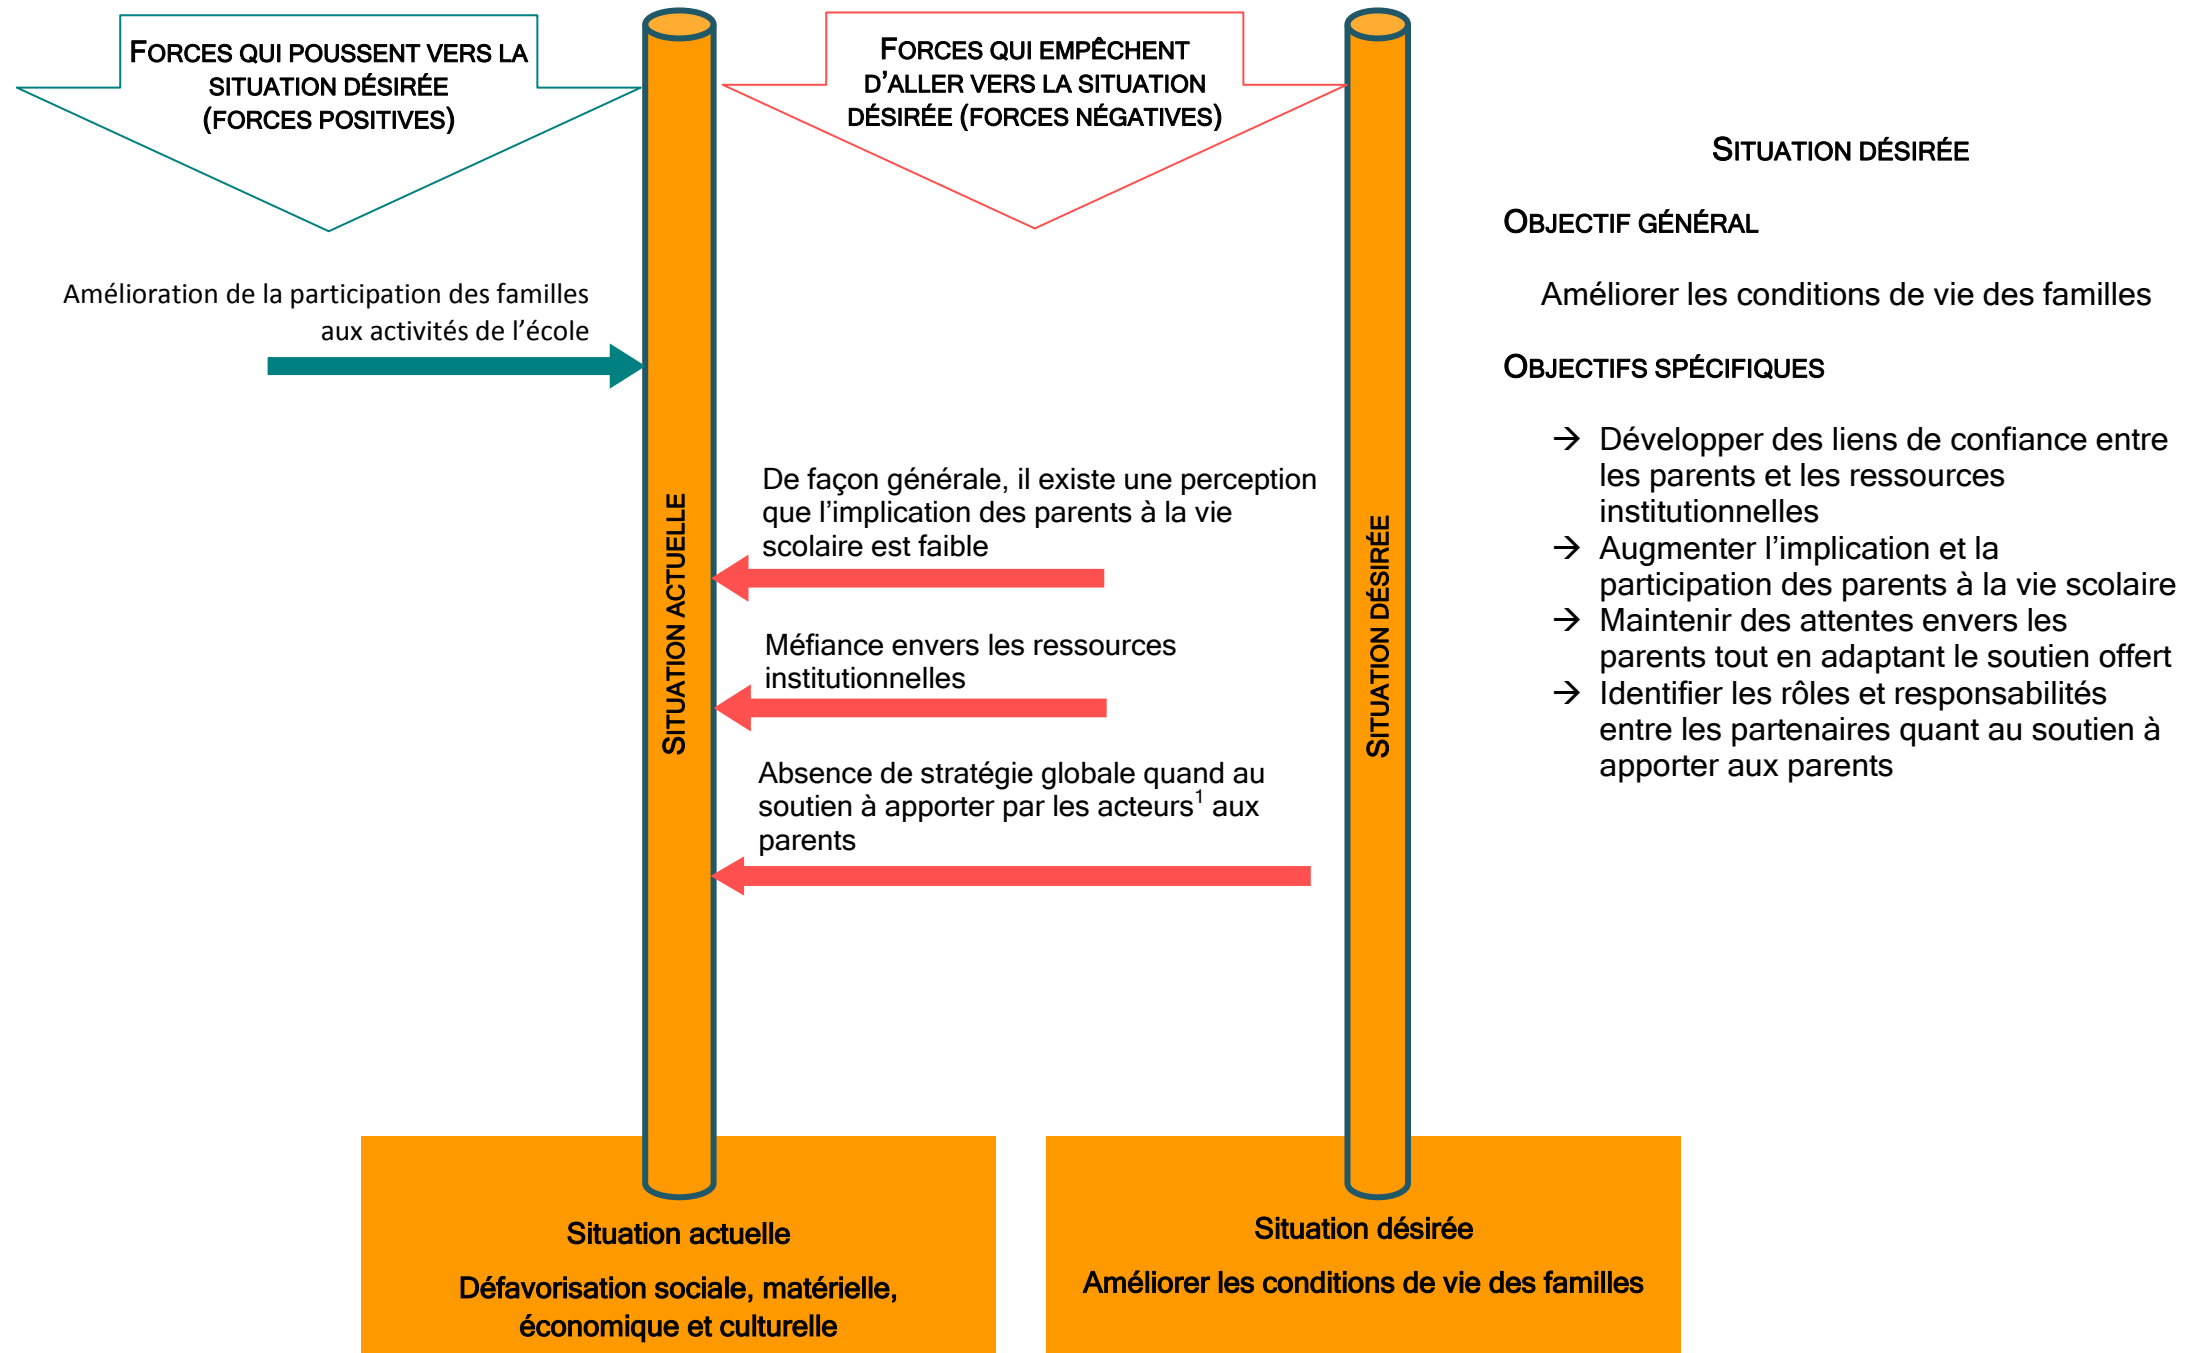 FORCES QUI POUSSENT VERS LA
SITUATION DÉSIRÉE
(FORCES POSITIVES)
Amélioration de la participation des familles
aux activités de l’école
SITUATION ACTUELLE
FORCES QUI EMPÊCHENT
D’ALLER VERS LA SITUATION
DÉSIRÉE (FORCES NÉGATIVES)
De façon générale, il existe une perception
que l’implication des parents à la vie
scolaire est faible
Méfiance envers les ressources
institutionnelles
Absence de stratégie globale quand au
soutien à apporter par les acteurs¹ aux
parents
SITUATION DÉSIRÉE
SITUATION DÉSIRÉE
OBJECTIF GÉNÉRAL
Améliorer les conditions de vie des familles
OBJECTIFS SPÉCIFIQUES
→ Développer des liens de confiance entre
les parents et les ressources
institutionnelles
→ Augmenter l’implication et la
participation des parents à la vie scolaire
→ Maintenir des attentes envers les
parents tout en adaptant le soutien offert
→ Identifier les rôles et responsabilités
entre les partenaires quant au soutien à
apporter aux parents
Situation actuelle
Défavorisation sociale, matérielle,
économique et culturelle
Situation désirée
Améliorer les conditions de vie des familles